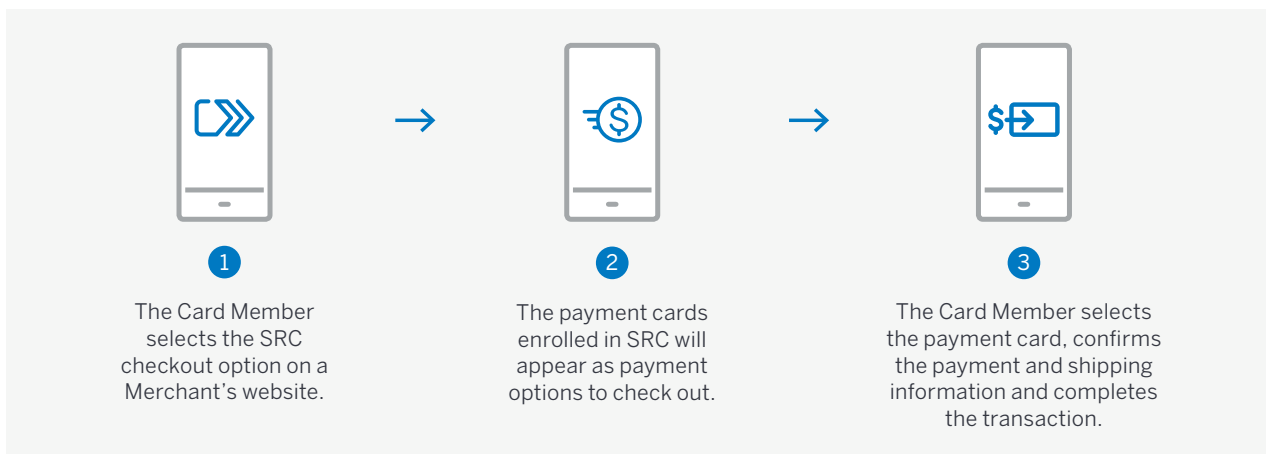 1
The Card Member
selects the SRC
checkout option on a
Merchant's website.
2
The payment cards
enrolled in SRC will
appear as payment
options to check out.
3
The Card Member selects
the payment card, confirms
the payment and shipping
information and completes
the transaction.